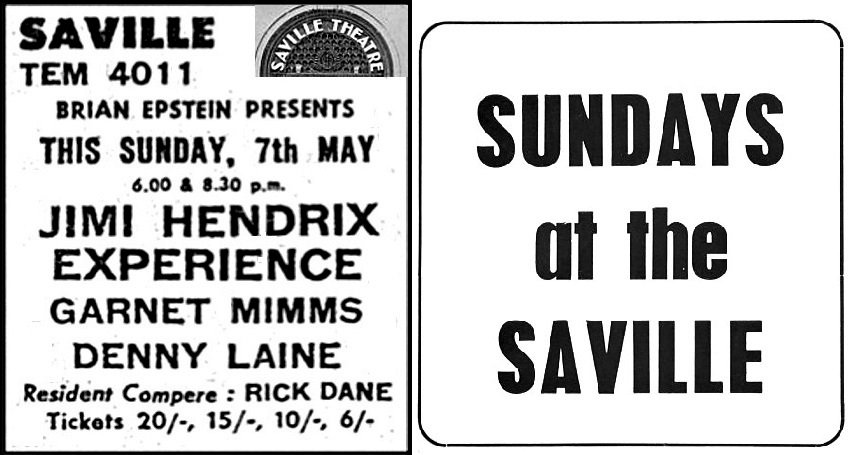 SAVILLE
SAVILLE THEATRE
TEM 4011
BRIAN EPSTEIN PRESENTS
THIS SUNDAY, 7th MAY
6.00 & 8.30 p.m.
JIMI HENDRIX
EXPERIENCE
GARNET MIMMS
DENNY LAINE
Resident Compere : RICK DANE
Tickets 20/-, 15/-, 10/-, 6/-
SUNDAYS
at the
SAVILLE